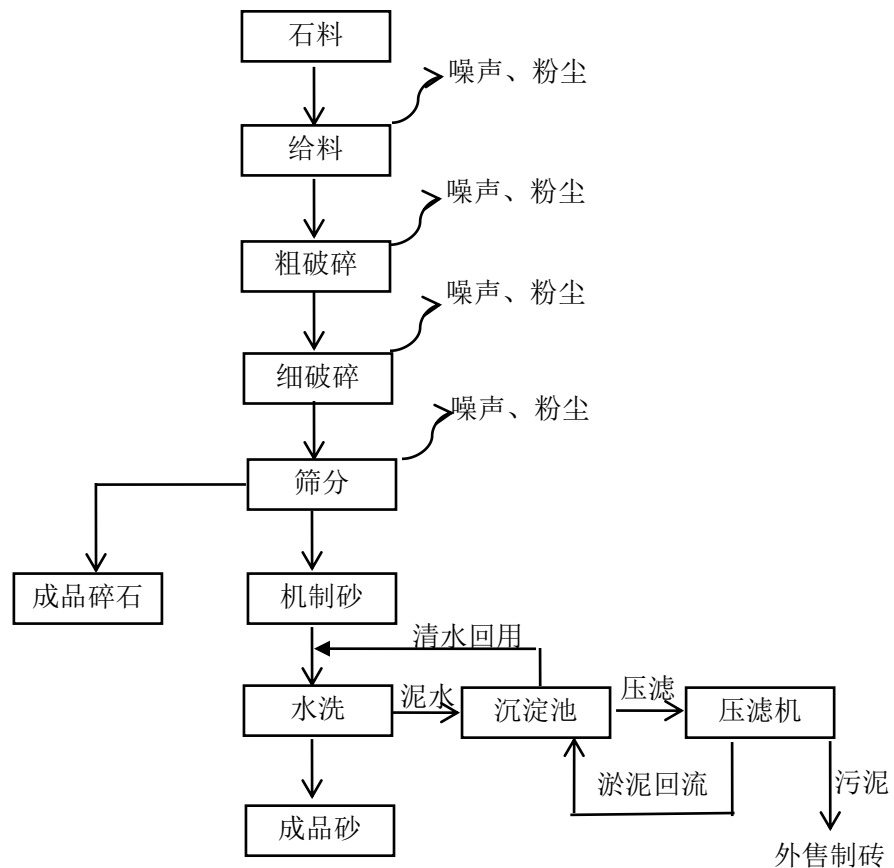 石料
噪声、粉尘
给料
噪声、粉尘
粗破碎
噪声、粉尘
细破碎
噪声、粉尘
筛分
成品碎石
机制砂
清水回用
水洗
泥水
沉淀池
压滤
压滤机
淤泥回流
污泥
成品砂
外售制砖